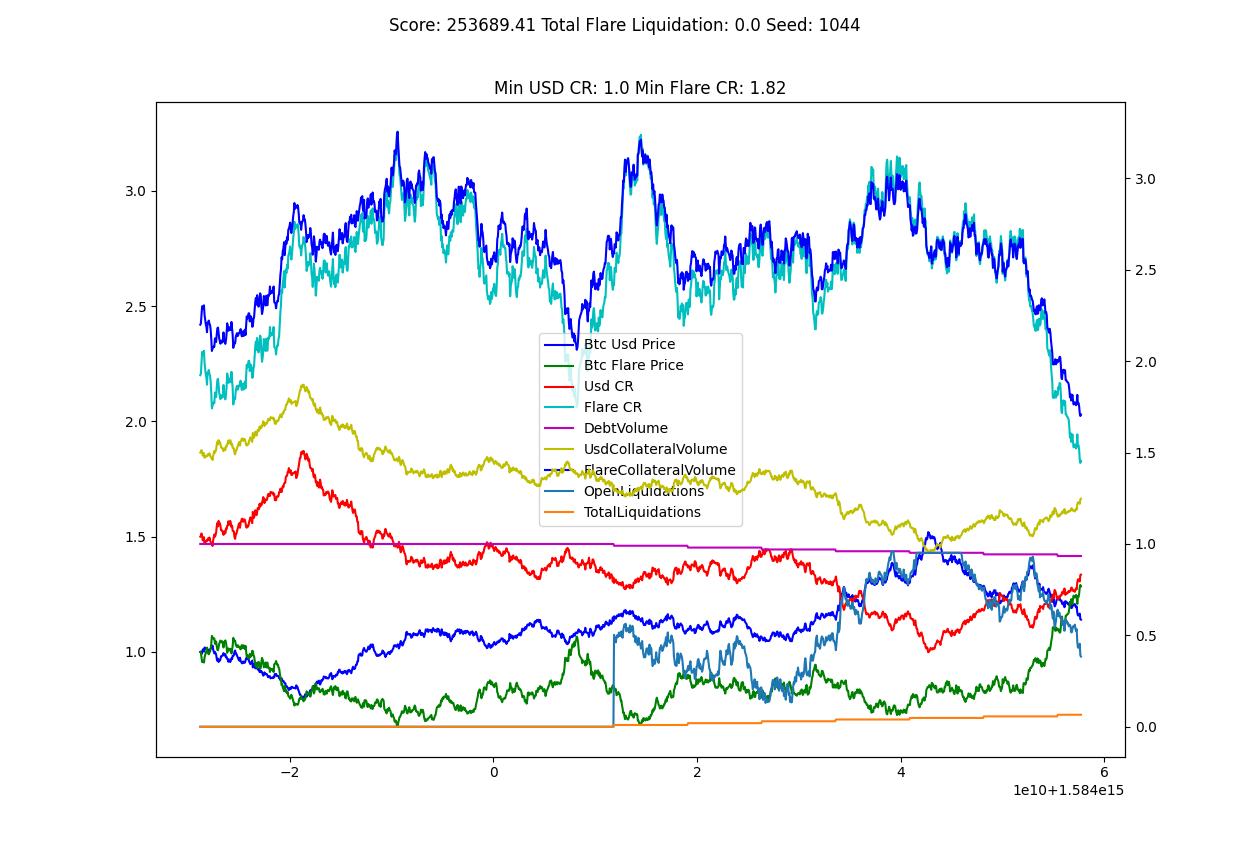 Score: 253689.41 Total Flare Liquidation: 0.0 Seed: 1044
Min USD CR: 1.0 Min Flare CR: 1.82
3.0
2.5
2.0
1.5
1.0
3.0
2.5
2.0
1.5
1.0
0.5
0.0
Btc Usd Price
Btc Flare Price
Usd CR
Flare CR
DebtVolume
UsdCollateralVolume
FlareCollateralVolume
OpenLiquidations
TotalLiquidations
−2 0 2 4 6
1e10+1.584e15